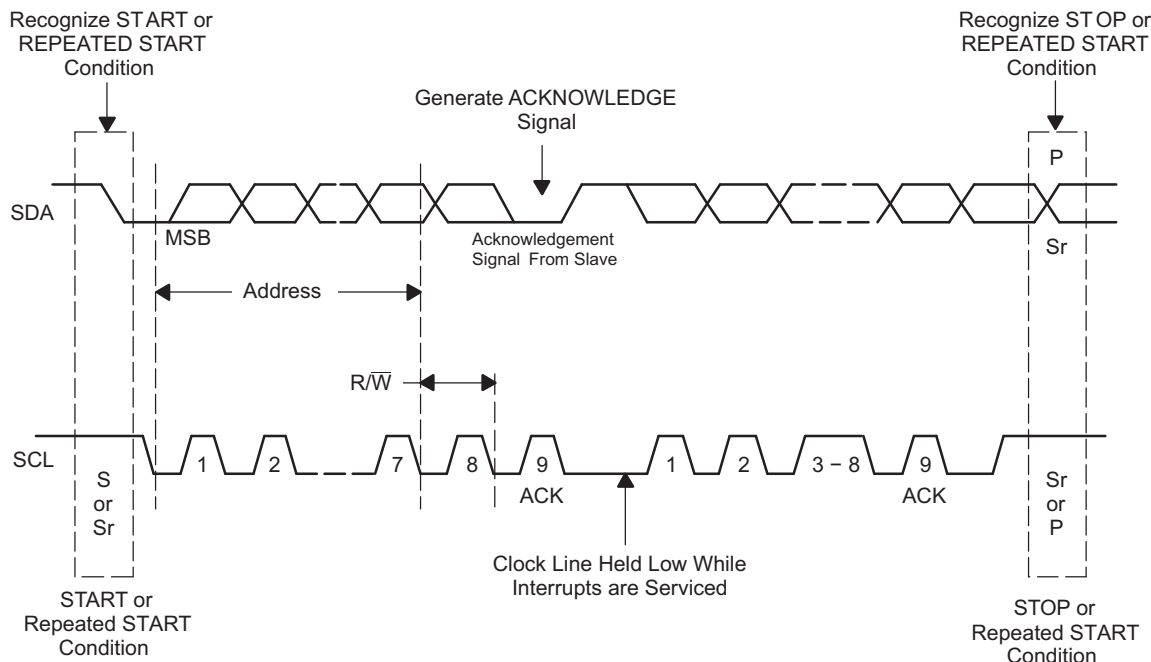 Recognize START or
REPEATED START
Condition
Recognize STOP or
REPEATED START
Condition
Generate ACKNOWLEDGE
Signal
P
SDA
MSB
Acknowledgement
Signal From Slave
Sr
Address
R/W̅
SCL
1
2
7
8
9
1
2
3 – 8
9
ACK
ACK
S
or
Sr
Sr
or
P
Clock Line Held Low While
Interrupts are Serviced
START or
Repeated START
Condition
STOP or
Repeated START
Condition